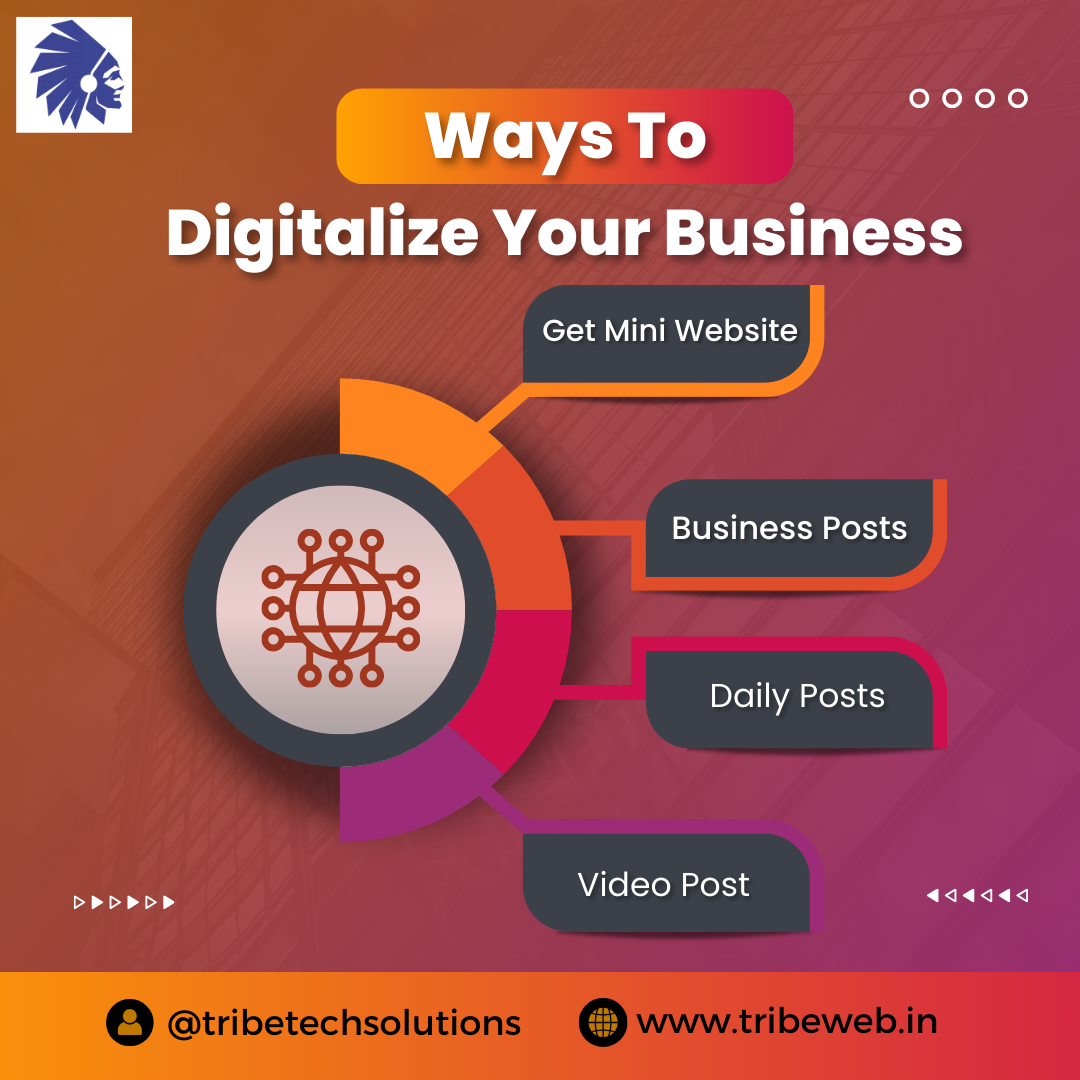 Ways To
Digitalize Your Business
Get Mini Website
Business Posts
Daily Posts
Video Post
@tribetechsolutions
www.tribeweb.in